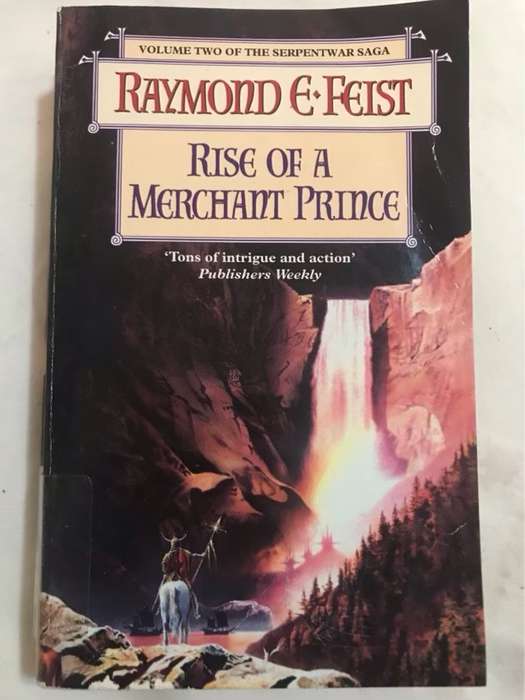 VOLUME TWO OF THE SERPENTWAR SAGA
RAYMOND E·FEIST
RISE OF A
MERCHANT PRINCE
'Tons of intrigue and action'
Publishers Weekly